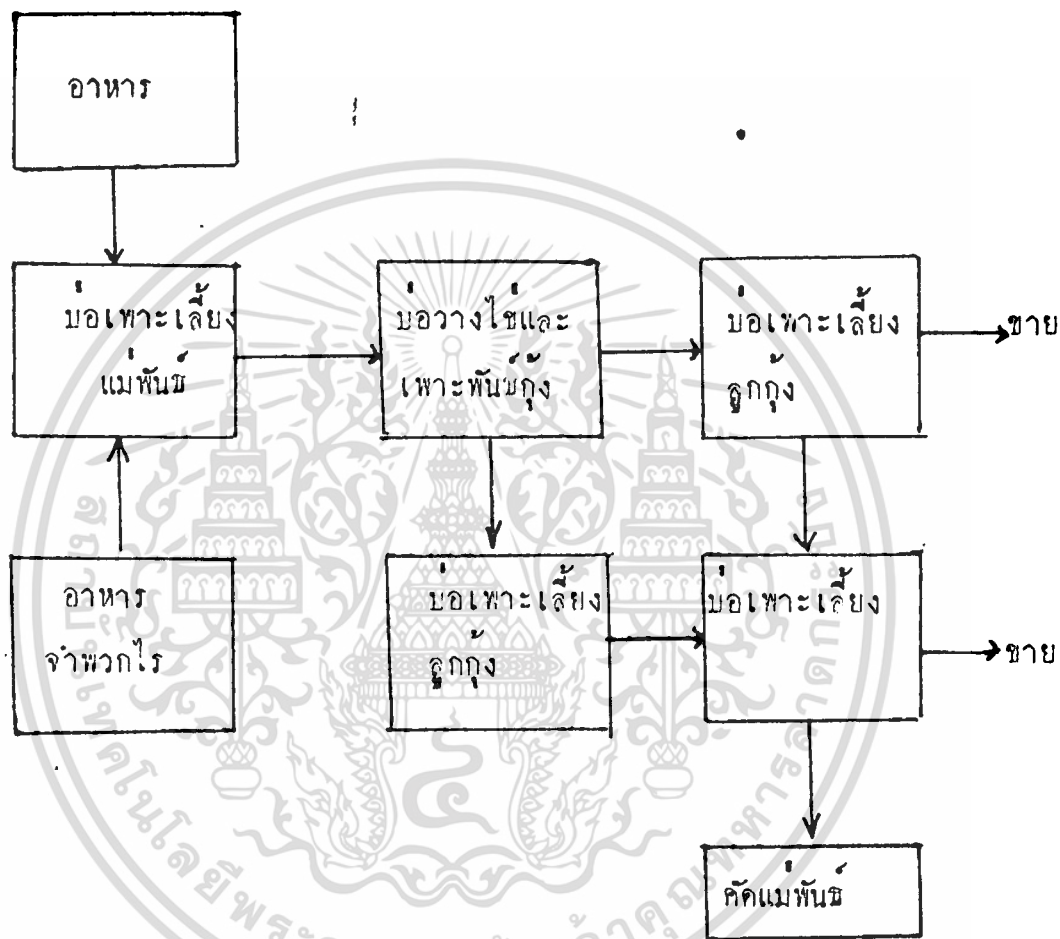 อาหาร
บ่อเพาะเลี้ยง
แม่พันธ์
บ่อวางไข่และ
เพาะพันธ์กุ้ง
บ่อเพาะเลี้ยง
ลูกกุ้ง
ขาย
อาหาร
จำพวกไร
บ่อเพาะเลี้ยง
ลูกกุ้ง
บ่อเพาะเลี้ยง
ขาย
คัดแม่พันธ์